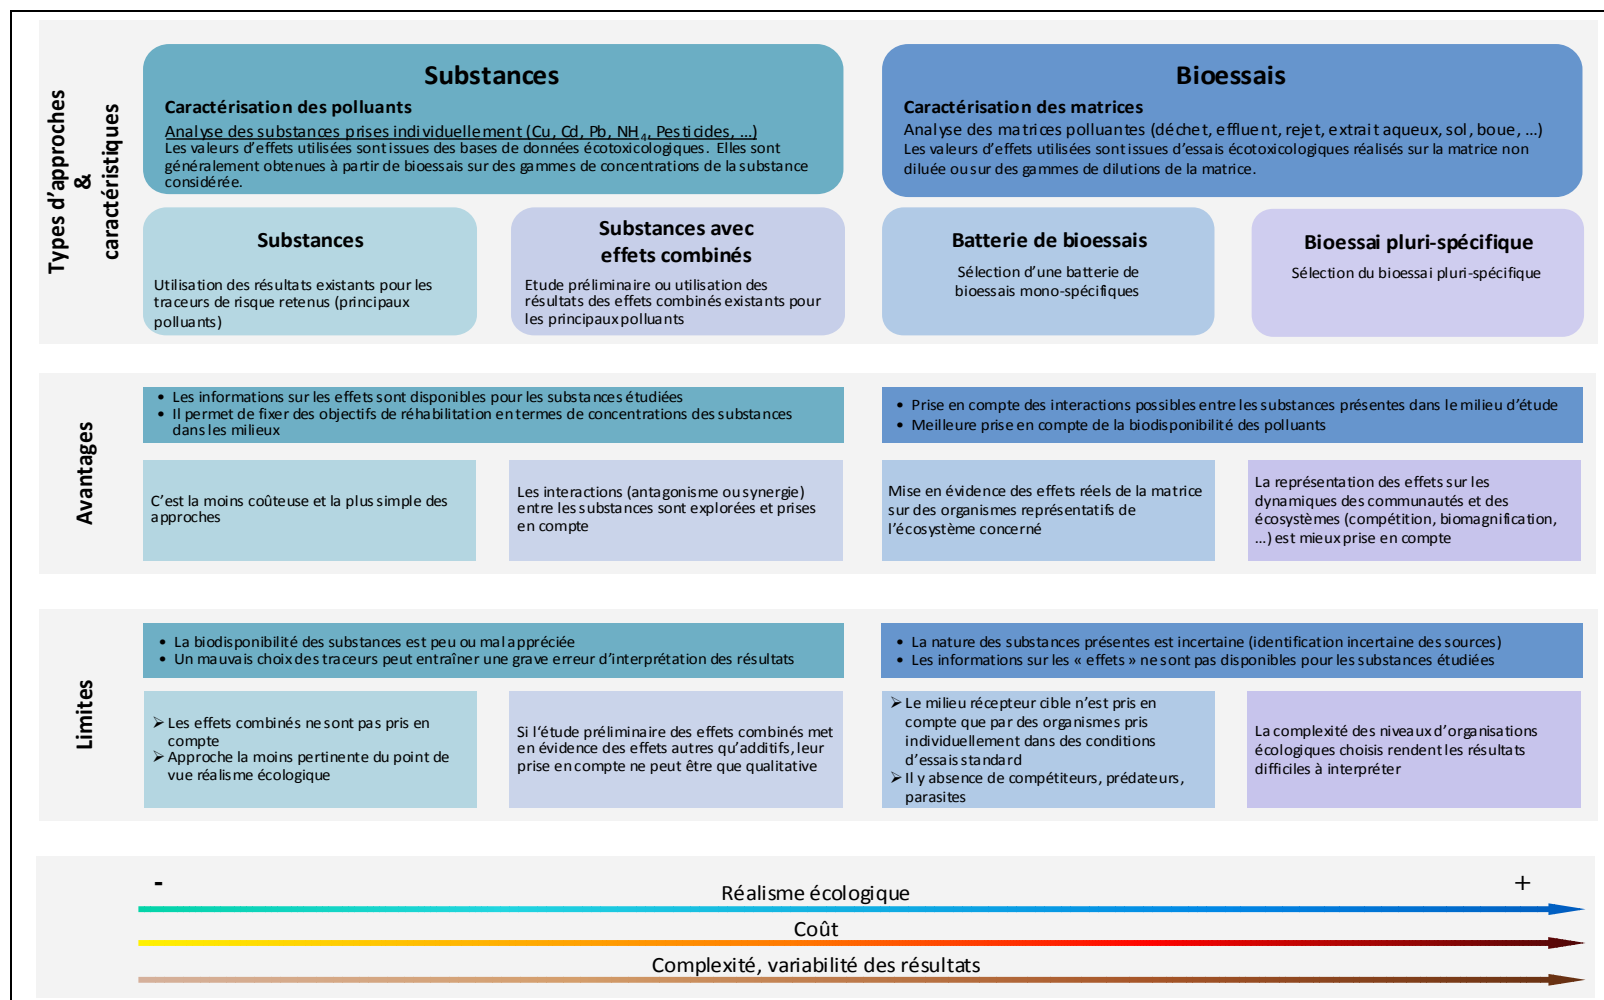 Types d'approches
&
caractéristiques
Substances
Caractérisation des polluants
Analyse des substances prises individuellement (Cu, Cd, Pb, NH4, Pesticides, ...)
Les valeurs d'effets utilisées sont issues des bases de données écotoxicologiques. Elles sont
généralement obtenues à partir de bioessais sur des gammes de concentrations de la substance
considérée.
Bioessais
Caractérisation des matrices
Analyse des matrices polluantes (déchet, effluent, rejet, extrait aqueux, sol, boue, ...)
Les valeurs d'effets utilisées sont issues d'essais écotoxicologiques réalisés sur la matrice non
diluée ou sur des gammes de dilutions de la matrice.
Substances
Utilisation des résultats existants pour les
traceurs de risque retenus (principaux
polluants)
Substances avec
effets combinés
Etude préliminaire ou utilisation des
résultats des effets combinés existants pour
les principaux polluants
Batterie de bioessais
Sélection d'une batterie de
bioessais mono-spécifiques
Bioessai pluri-spécifique
Sélection du bioessai pluri-spécifique
Avantages
• Les informations sur les effets sont disponibles pour les substances étudiées
• Il permet de fixer des objectifs de réhabilitation en termes de concentrations des substances
dans les milieux
• Prise en compte des interactions possibles entre les substances présentes dans le milieu d'étude
• Meilleure prise en compte de la biodisponibilité des polluants
C'est la moins coûteuse et la plus simple des
approches
Les interactions (antagonisme ou synergie)
entre les substances sont explorées et prises
en compte
Mise en évidence des effets réels de la matrice
sur des organismes représentatifs de
l'écosystème concerné
La représentation des effets sur les
dynamiques des communautés et des
écosystèmes (compétition, biomagnification,
...) est mieux prise en compte
Limites
• La biodisponibilité des substances est peu ou mal appréciée
• Un mauvais choix des traceurs peut entraîner une grave erreur d'interprétation des résultats
• La nature des substances présentes est incertaine (identification incertaine des sources)
• Les informations sur les « effets » ne sont pas disponibles pour les substances étudiées
➢ Les effets combinés ne sont pas pris en
compte
➢ Approche la moins pertinente du point de
vue réalisme écologique
Si l'étude préliminaire des effets combinés met
en évidence des effets autres qu'additifs, leur
prise en compte ne peut être que qualitative
➢ Le milieu récepteur cible n'est pris en
compte que par des organismes pris
individuellement dans des conditions
d'essais standard
➢ Il y absence de compétiteurs, prédateurs,
parasites
La complexité des niveaux d'organisations
écologiques choisis rendent les résultats
difficiles à interpréter
- +
Réalisme écologique
Coût
Complexité, variabilité des résultats